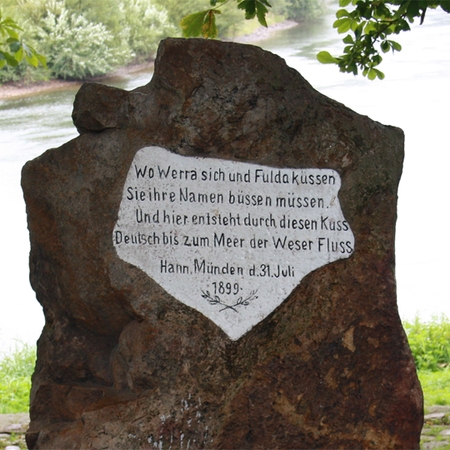 Wo Werra sich und Fulda küssen
Sie ihre Namen büssen müssen.
Und hier entsteht durch diesen Kuss
Deutsch bis zum Meer der Weser Fluss
Hann. Münden d. 31. Juli
1899.